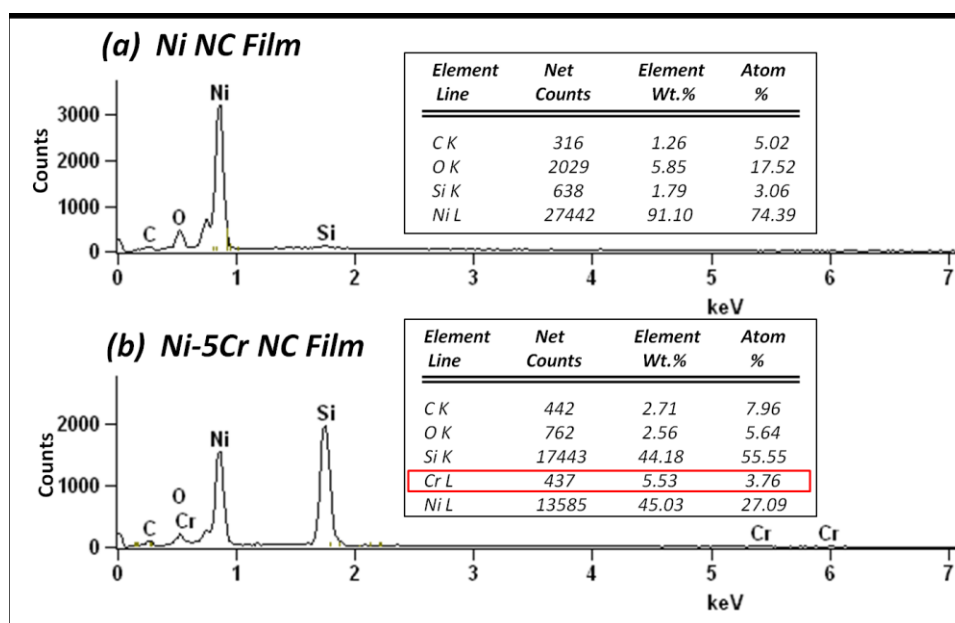 (a) Ni NC Film
Element Line Net Counts Element Wt.% Atom %
C K 316 1.26 5.02
O K 2029 5.85 17.52
Si K 638 1.79 3.06
Ni L 27442 91.10 74.39
Counts
3000
2000
1000
0
Ni
O
C
Si
0 1 2 3 4 5 6 7
keV
(b) Ni-5Cr NC Film
Element Line Net Counts Element Wt.% Atom %
C K 442 2.71 7.96
O K 762 2.56 5.64
Si K 17443 44.18 55.55
Cr L 437 5.53 3.76
Ni L 13585 45.03 27.09
Counts
2000
1000
0
Si
Ni
O
C Cr
Cr Cr
0 1 2 3 4 5 6 7
keV